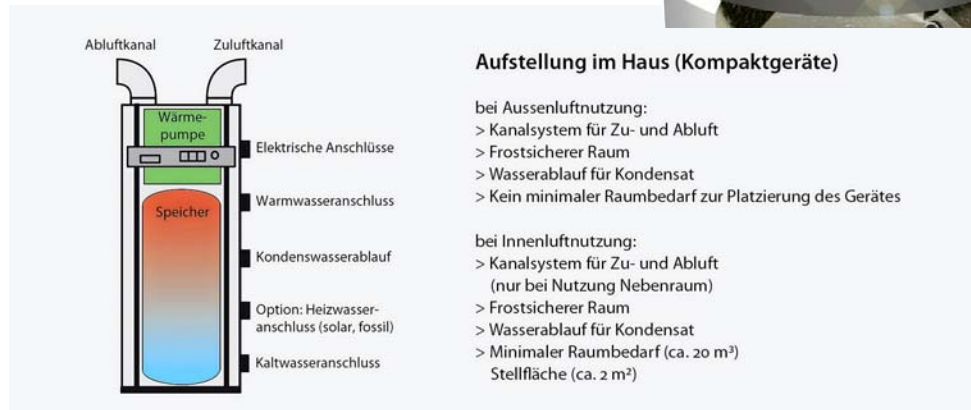 Abluftkanal
Zuluftkanal
Wärme-
pumpe
Elektrische Anschlüsse
Warmwasseranschluss
Speicher
Kondenswasserablauf
Option: Heizwasser-
anschluss (solar, fossil)
Kaltwasseranschluss
Aufstellung im Haus (Kompaktgeräte)
bei Aussenluftnutzung:
> Kanalsystem für Zu- und Abluft
> Frostsicherer Raum
> Wasserablauf für Kondensat
> Kein minimaler Raumbedarf zur Platzierung des Gerätes
bei Innenluftnutzung:
> Kanalsystem für Zu- und Abluft
(nur bei Nutzung Nebenraum)
> Frostsicherer Raum
> Wasserablauf für Kondensat
> Minimaler Raumbedarf (ca. 20 m³)
Stellfläche (ca. 2 m²)